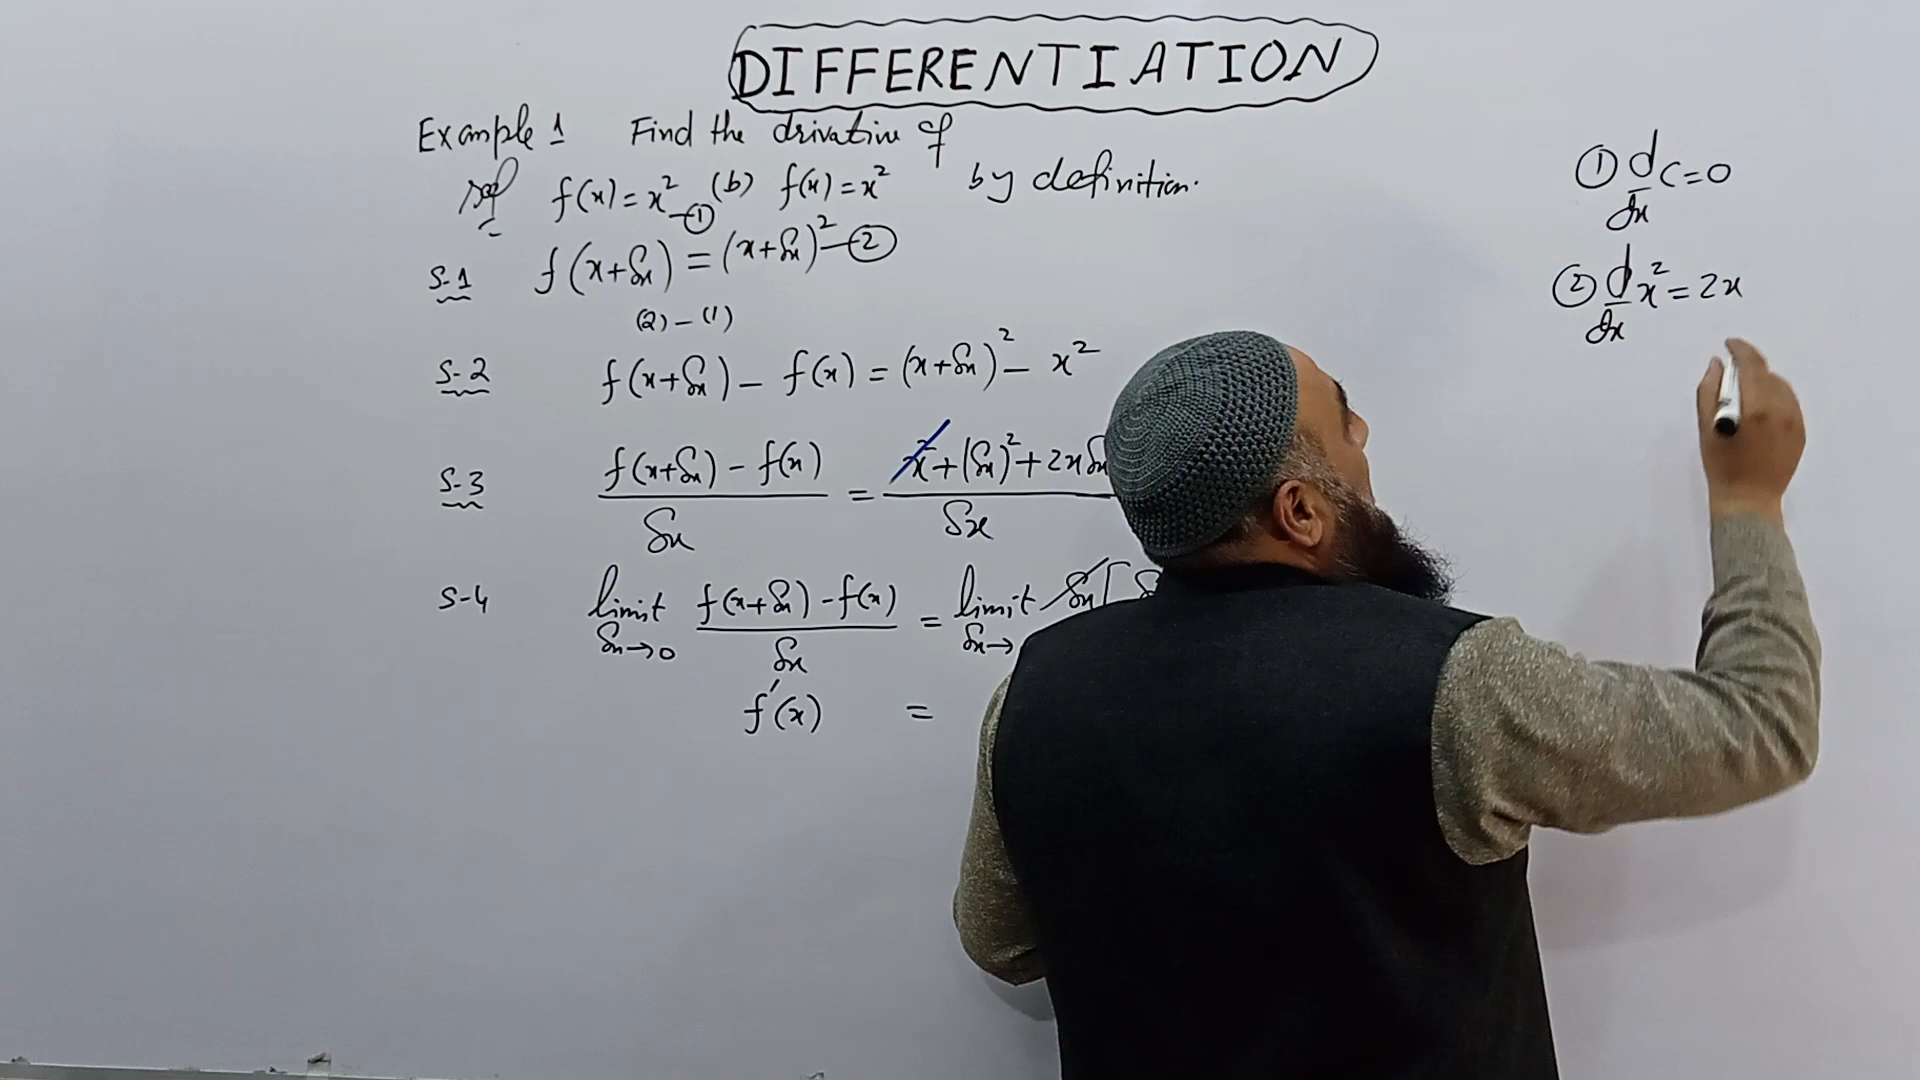 DIFFERENTIATION
Example 1 Find the drivative of
sol f(x)=x² —① (b) f(x)=x² by definition.
S-1 f(x+δx)=(x+δx)² —②
(2)–(1)
S-2 f(x+δx)–f(x)=(x+δx)²–x²
S-3 f(x+δx)–f(x) / δx = x²+(δx)²+2xδx / δx
S-4 limit δx→0 f(x+δx)–f(x) / δx = limit δx→ δx[
f′(x) =
① d/dx c=0
② d/dx x²=2x